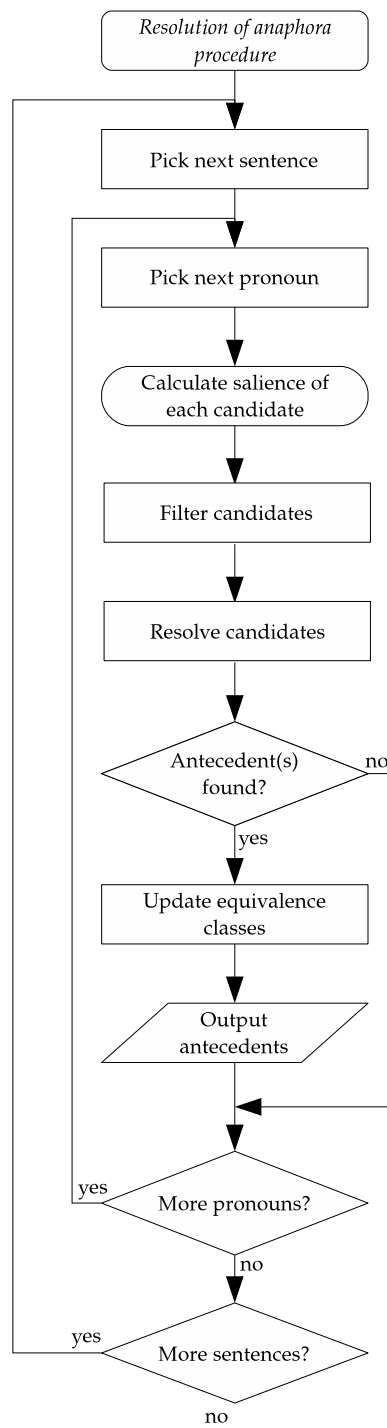 Resolution of anaphora
procedure
Pick next sentence
Pick next pronoun
Calculate salience of
each candidate
Filter candidates
Resolve candidates
Antecedent(s)
found?
no
yes
Update equivalence
classes
Output
antecedents
yes
More pronouns?
no
yes
More sentences?
no